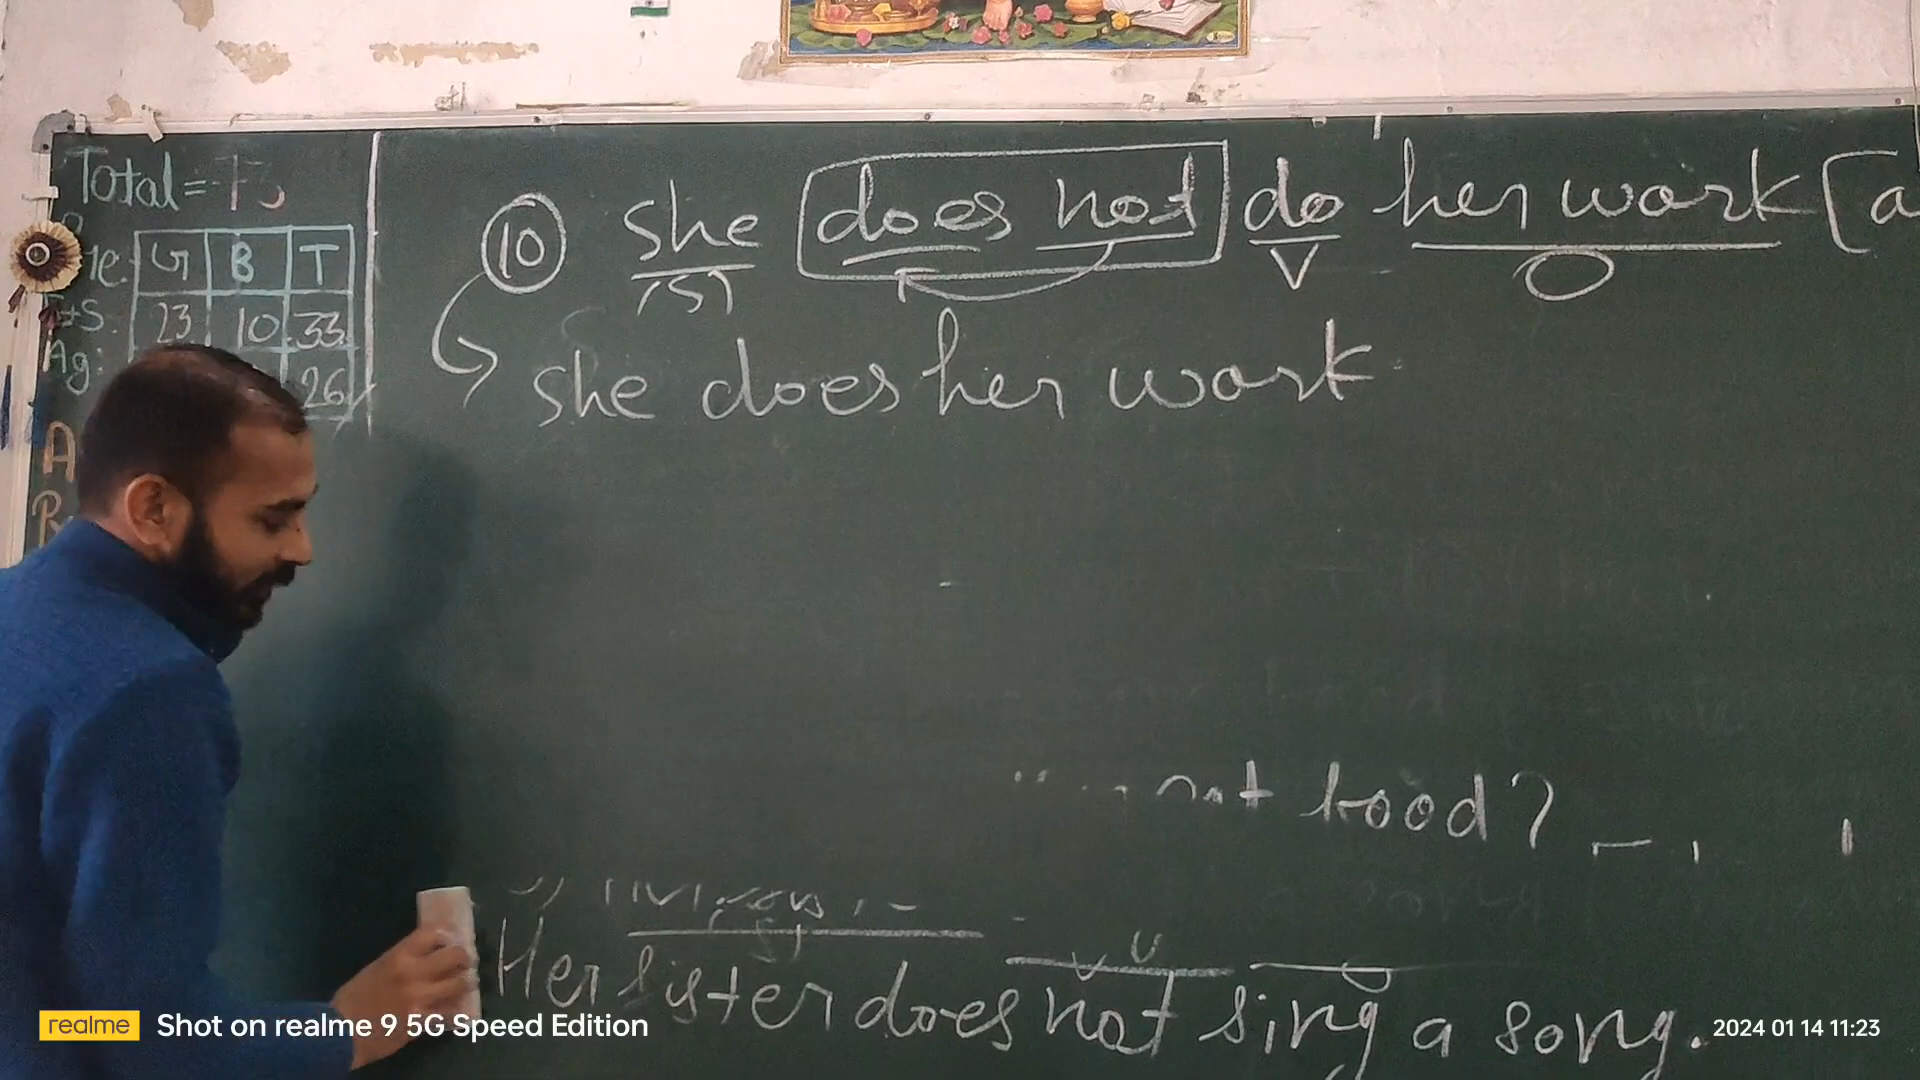 Total = 73
G B T
23 10 33
Ag: 26
⑩ she does not do her work [a
(S) V O
she does her work
not food?
(S) V O
Her sister does not sing a song.
realme Shot on realme 9 5G Speed Edition
2024 01 14 11:23